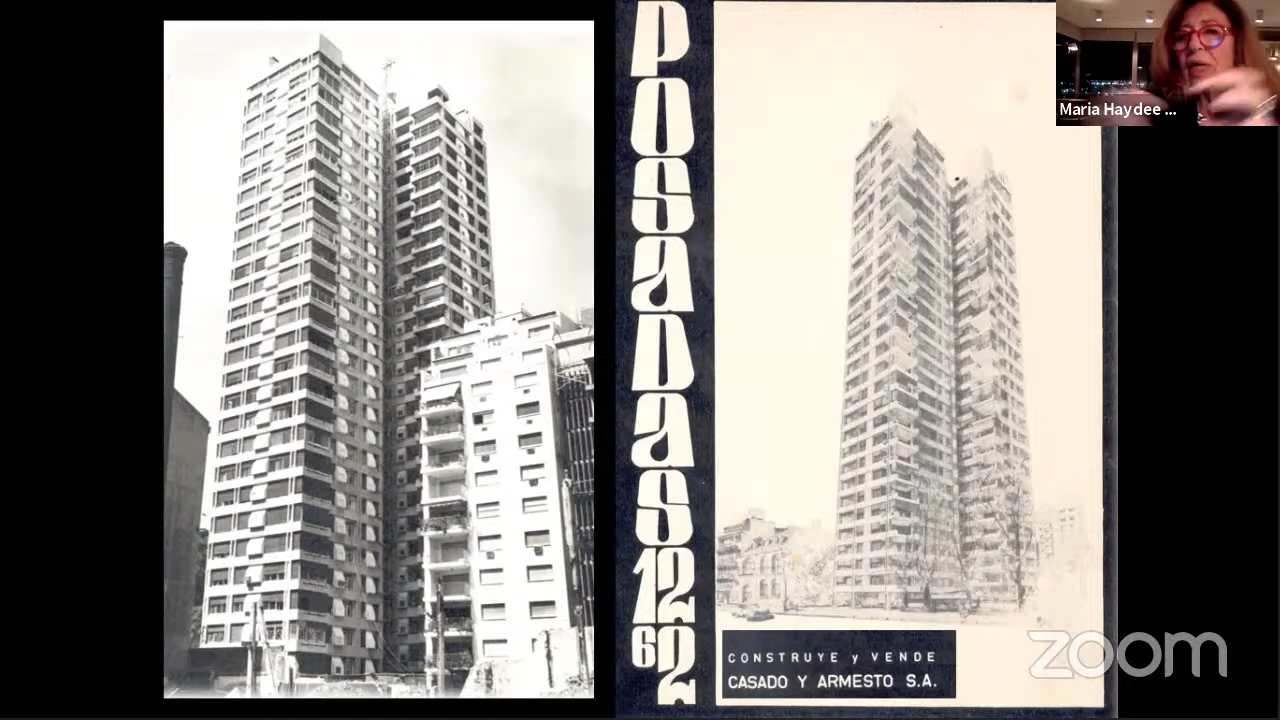 POSADAS 1262
CONSTRUYE y VENDE
CASADO Y ARMESTO S.A.
Maria Haydee ...
zoom